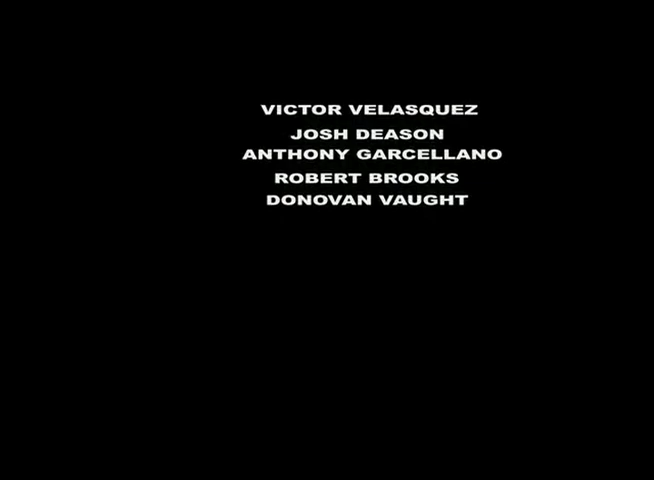 VICTOR VELASQUEZ
JOSH DEASON
ANTHONY GARCELLANO
ROBERT BROOKS
DONOVAN VAUGHT